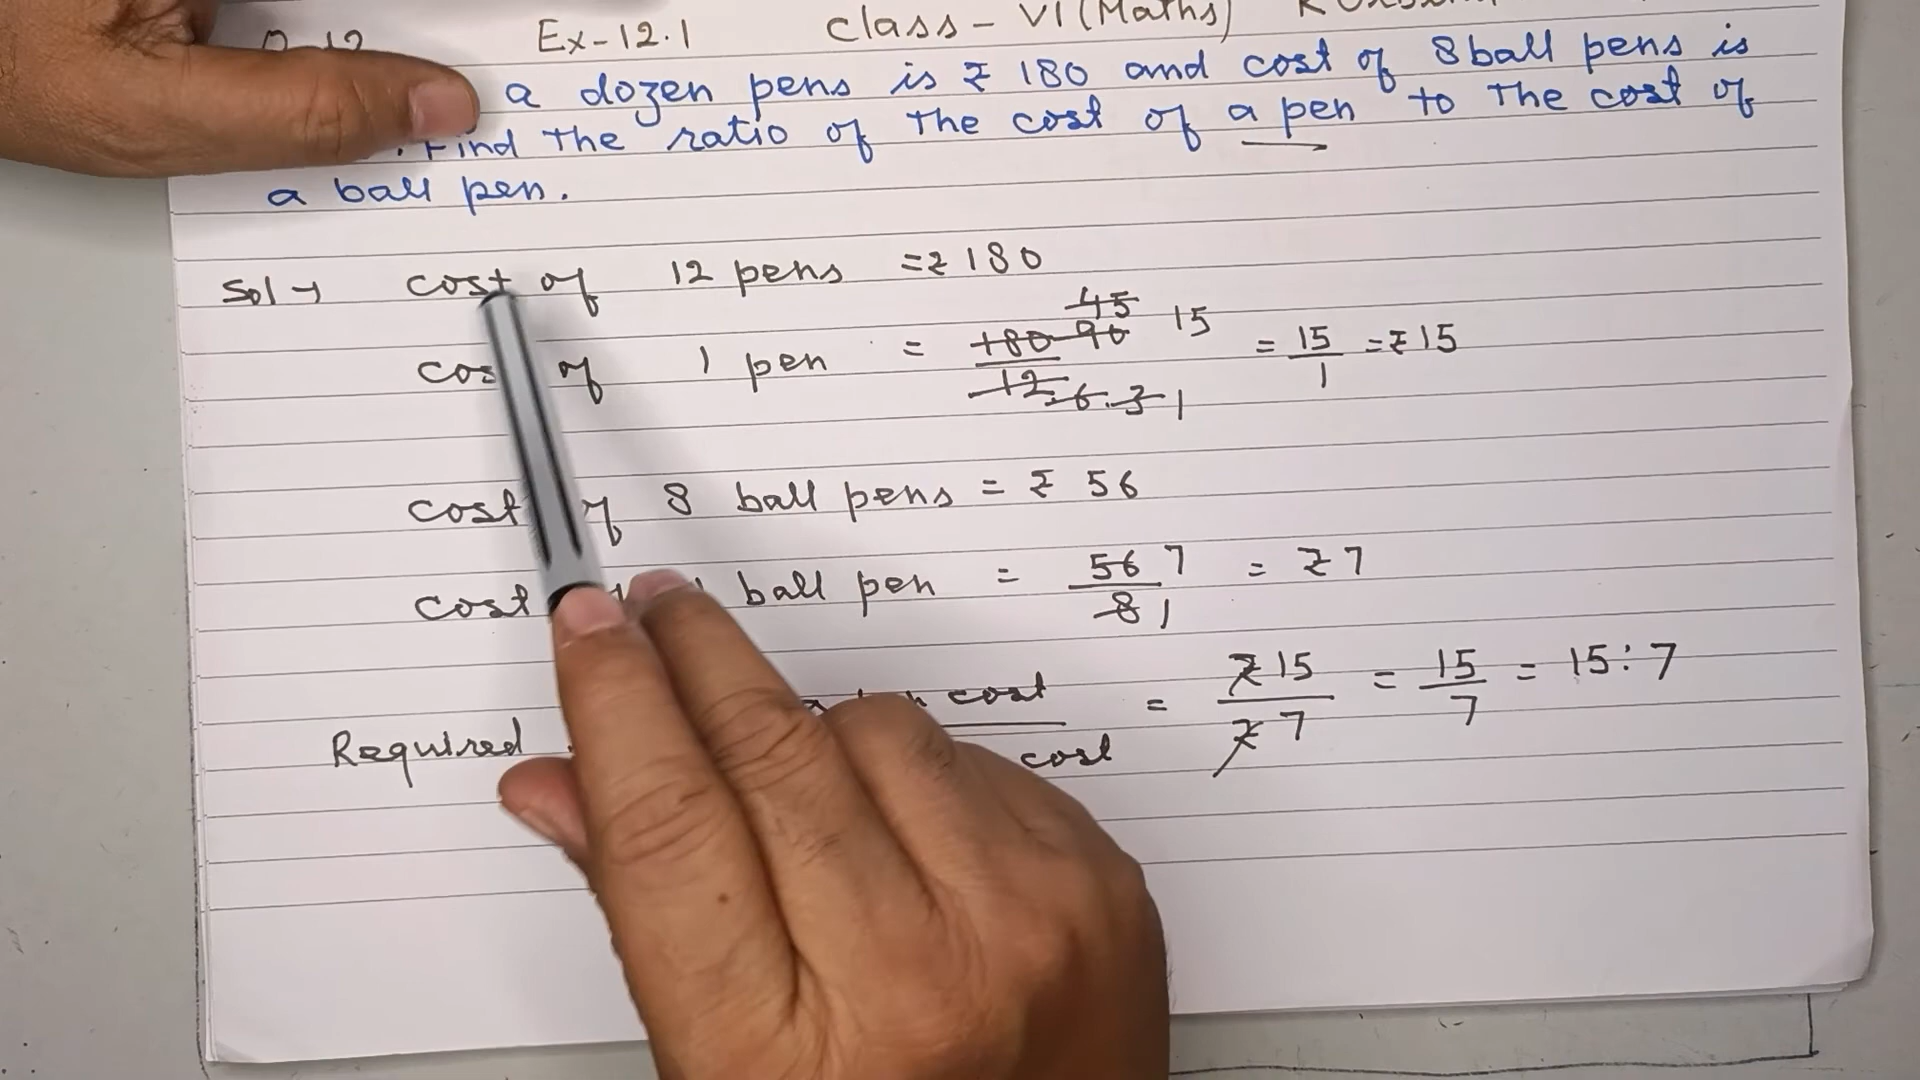 Ex-12.1 Class - VI (Maths)
a dozen pens is ₹ 180 and cost of 8 ball pens is
. Find the ratio of the cost of a pen to the cost of
a ball pen.
Sol→ cost of 12 pens = ₹ 180
45
180 90 15
cost of 1 pen = = 15 = ₹ 15
12 6 3 1 1
cost of 8 ball pens = ₹ 56
cost 1 ball pen = 56 7 = ₹ 7
8 1
cost
Required = ₹ 15 = 15 = 15 : 7
cost ₹ 7 7